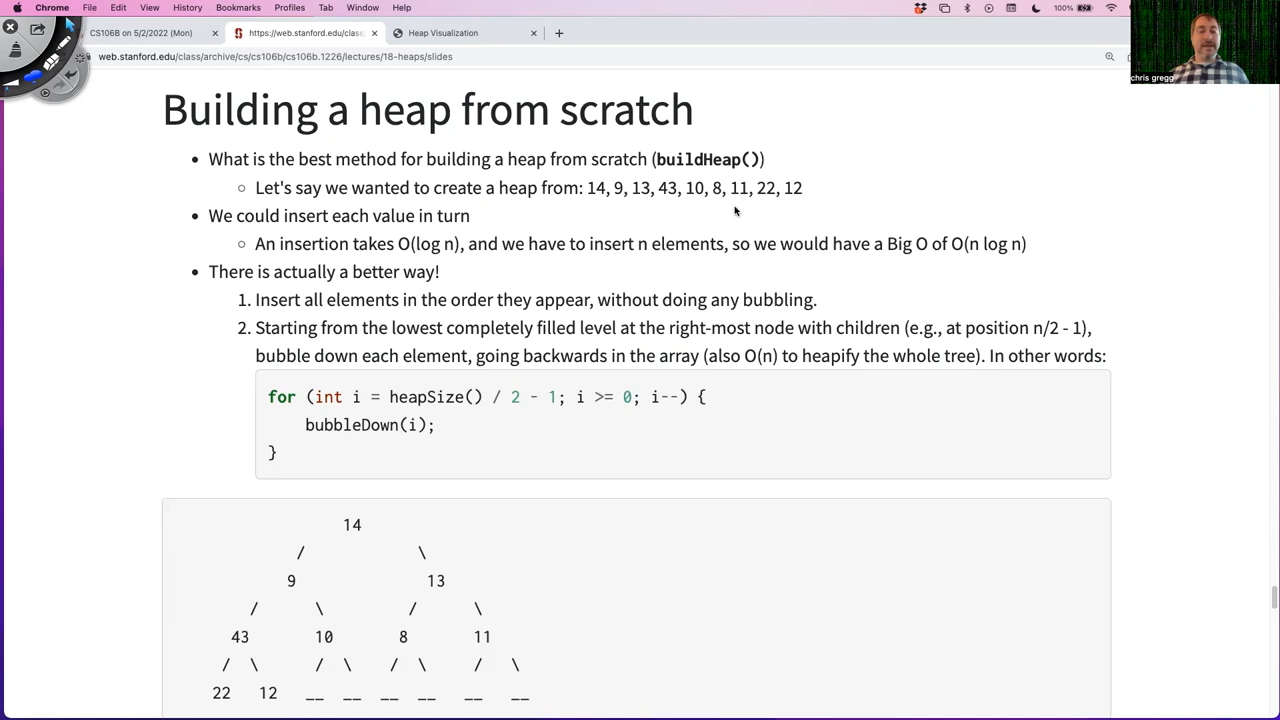 Chrome File Edit View History Bookmarks Profiles Tab Window Help 100%
CS106B on 5/2/2022 (Mon) https://web.stanford.edu/class Heap Visualization
web.stanford.edu/class/archive/cs/cs106b/cs106b.1226/lectures/18-heaps/slides
chris gregg
Building a heap from scratch
• What is the best method for building a heap from scratch (buildHeap())
○ Let's say we wanted to create a heap from: 14, 9, 13, 43, 10, 8, 11, 22, 12
• We could insert each value in turn
○ An insertion takes O(log n), and we have to insert n elements, so we would have a Big O of O(n log n)
• There is actually a better way!
1. Insert all elements in the order they appear, without doing any bubbling.
2. Starting from the lowest completely filled level at the right-most node with children (e.g., at position n/2 - 1),
bubble down each element, going backwards in the array (also O(n) to heapify the whole tree). In other words:
for (int i = heapSize() / 2 - 1; i >= 0; i--) {
bubbleDown(i);
}
14
/ \
9 13
/ \ / \
43 10 8 11
/ \ / \ / \ / \
22 12 __ __ __ __ __ __